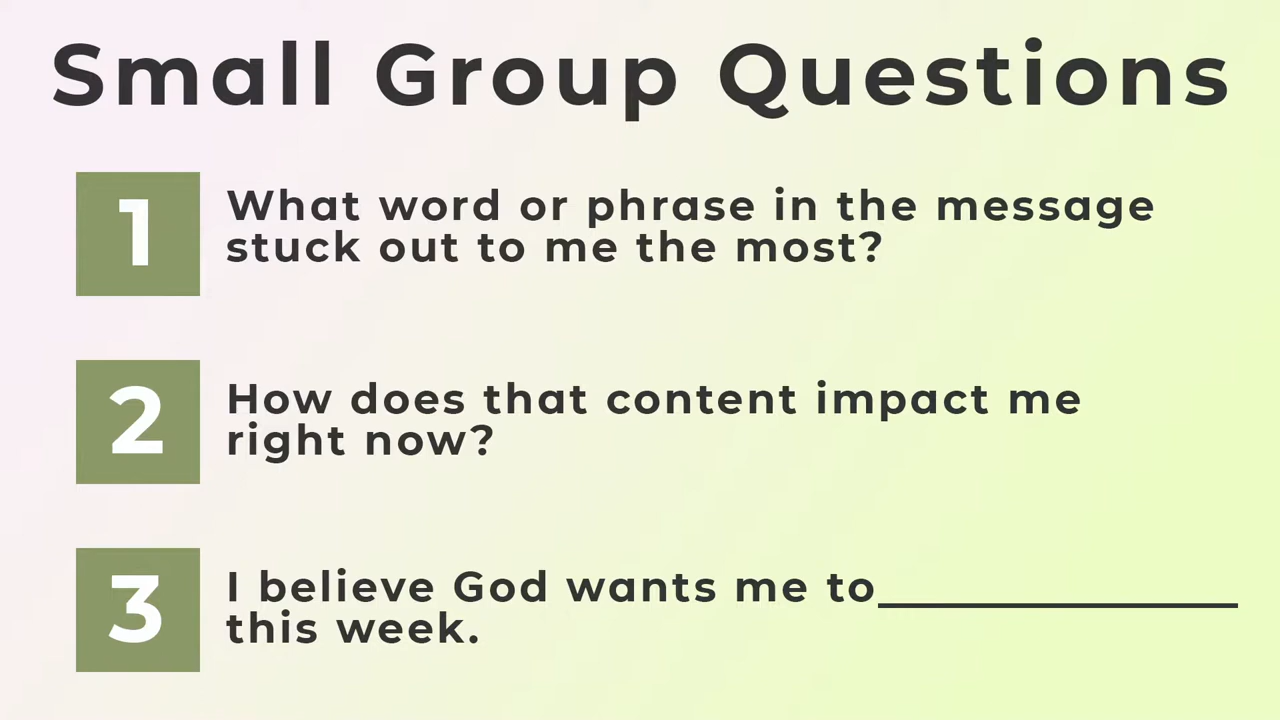 Small Group Questions
1
What word or phrase in the message
stuck out to me the most?
2
How does that content impact me
right now?
3
I believe God wants me to_______________
this week.